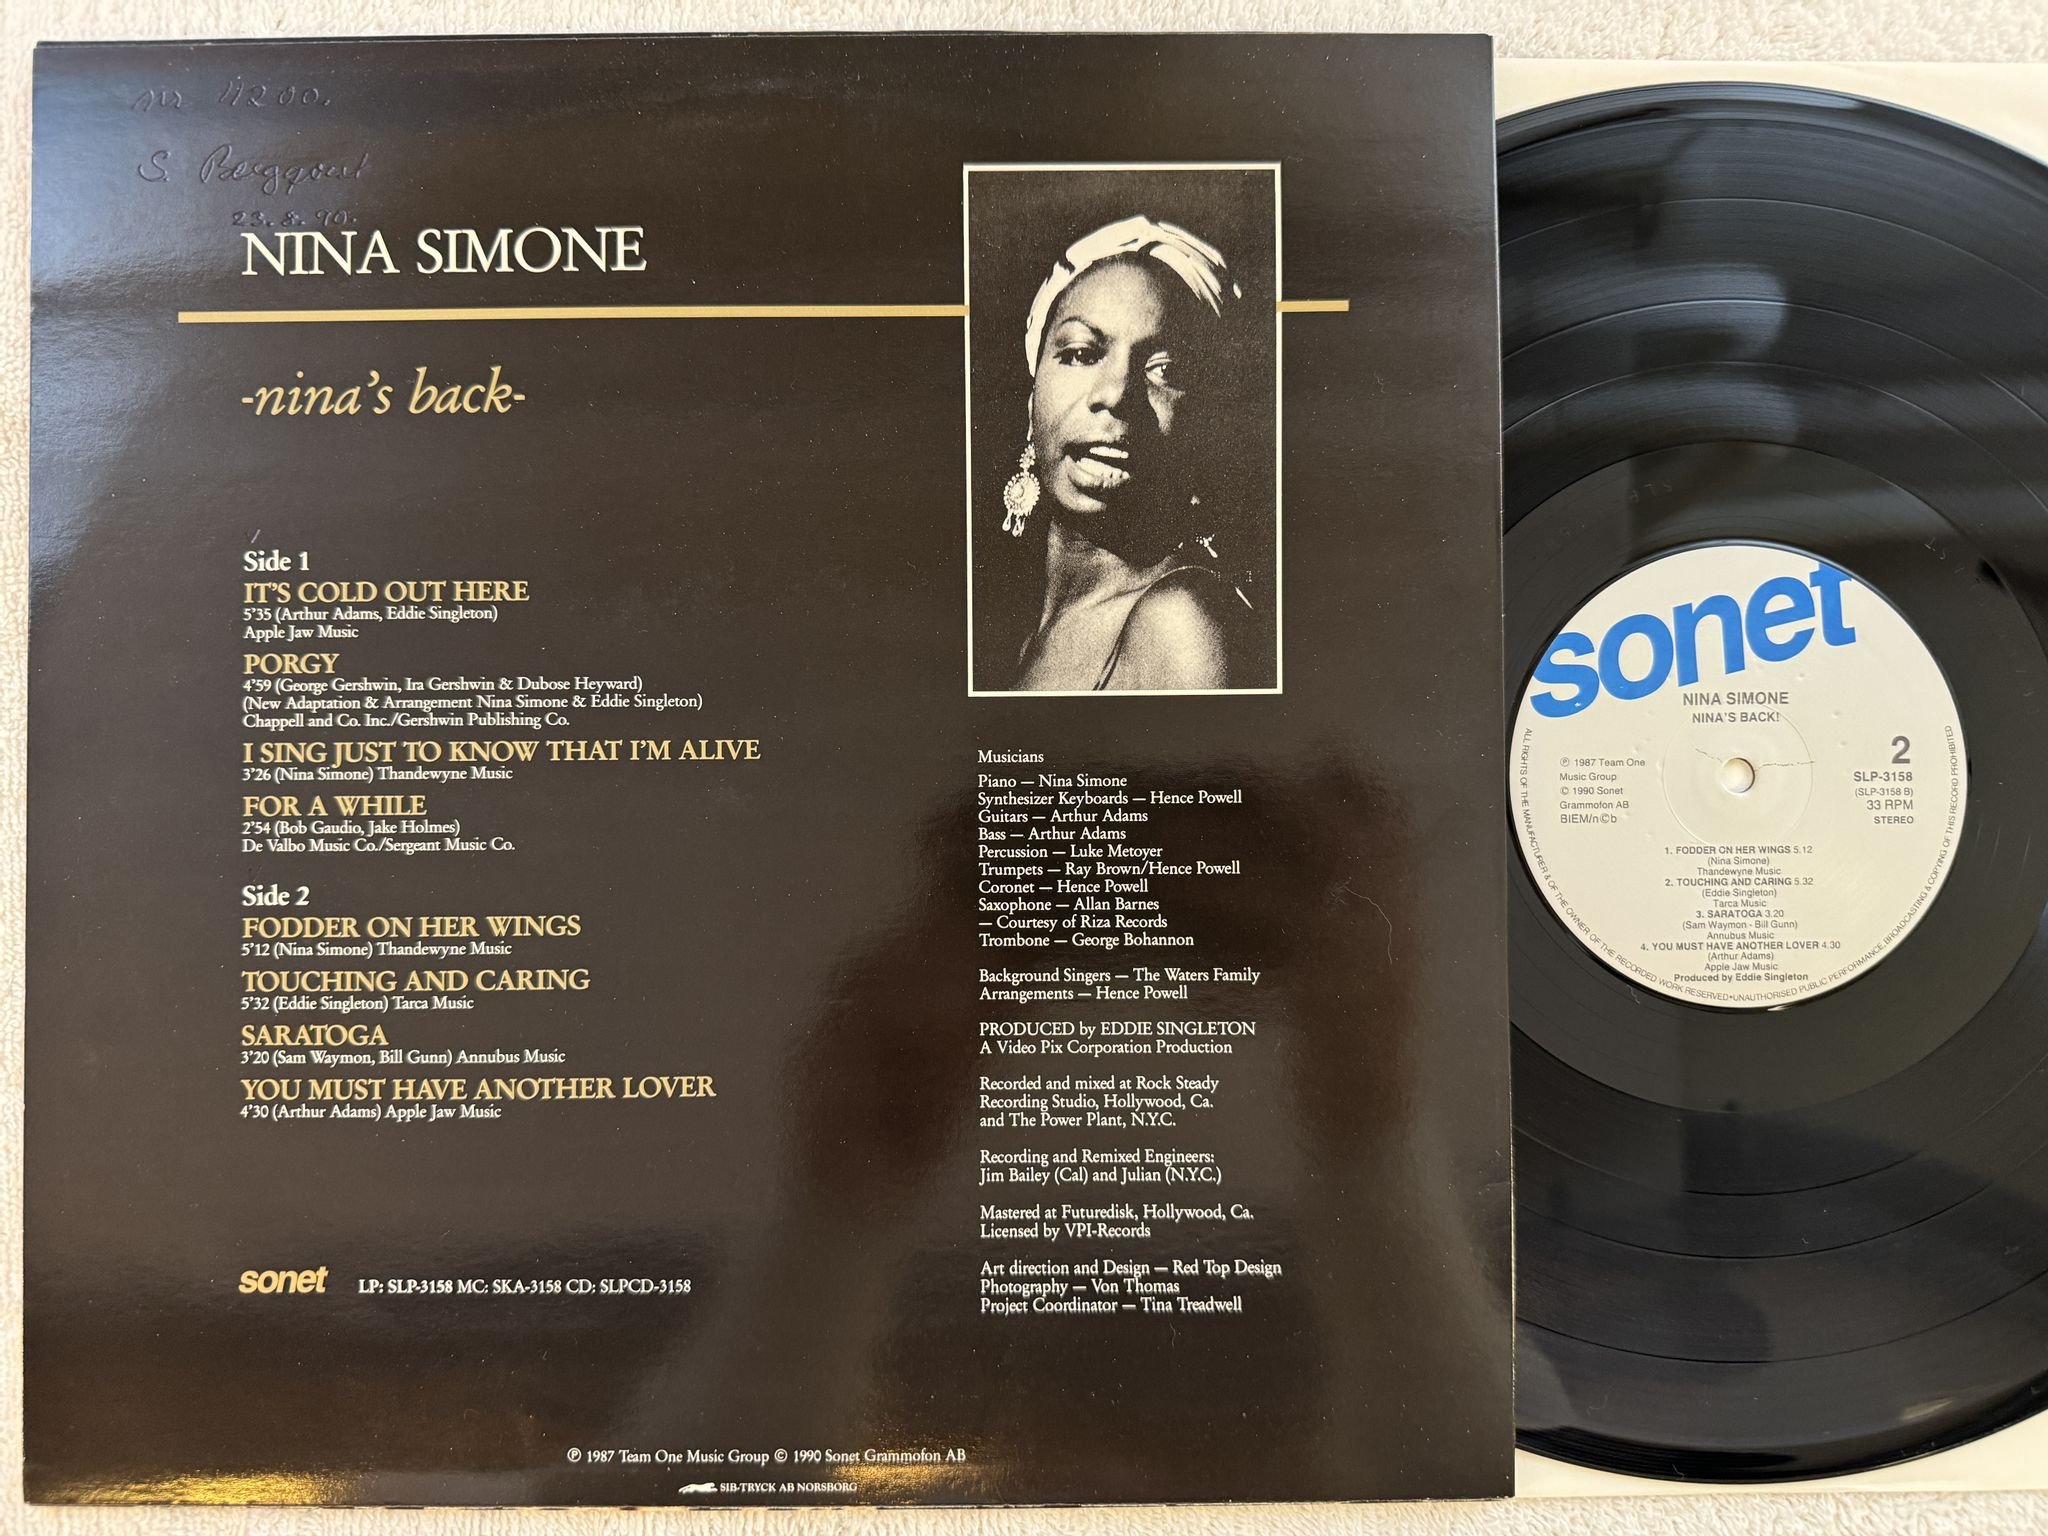 nr 4200.
S. Bergqvist
23.8.90.
NINA SIMONE
-nina's back-
Side 1
IT'S COLD OUT HERE
5'35 (Arthur Adams, Eddie Singleton)
Apple Jaw Music
PORGY
4'59 (George Gershwin, Ira Gershwin & Dubose Heyward)
(New Adaptation & Arrangement Nina Simone & Eddie Singleton)
Chappell and Co. Inc./Gershwin Publishing Co.
I SING JUST TO KNOW THAT I'M ALIVE
3'26 (Nina Simone) Thandewyne Music
FOR A WHILE
2'54 (Bob Gaudio, Jake Holmes)
De Valbo Music Co./Sergeant Music Co.
Side 2
FODDER ON HER WINGS
5'12 (Nina Simone) Thandewyne Music
TOUCHING AND CARING
5'32 (Eddie Singleton) Tarca Music
SARATOGA
3'20 (Sam Waymon, Bill Gunn) Annubus Music
YOU MUST HAVE ANOTHER LOVER
4'30 (Arthur Adams) Apple Jaw Music
sonet LP: SLP-3158 MC: SKA-3158 CD: SLPCD-3158
Musicians
Piano — Nina Simone
Synthesizer Keyboards — Hence Powell
Guitars — Arthur Adams
Bass — Arthur Adams
Percussion — Luke Metoyer
Trumpets — Ray Brown/Hence Powell
Coronet — Hence Powell
Saxophone — Allan Barnes
— Courtesy of Riza Records
Trombone — George Bohannon
Background Singers — The Waters Family
Arrangements — Hence Powell
PRODUCED by EDDIE SINGLETON
A Video Pix Corporation Production
Recorded and mixed at Rock Steady
Recording Studio, Hollywood, Ca.
and The Power Plant, N.Y.C.
Recording and Remixed Engineers:
Jim Bailey (Cal) and Julian (N.Y.C.)
Mastered at Futuredisk, Hollywood, Ca.
Licensed by VPI-Records
Art direction and Design — Red Top Design
Photography — Von Thomas
Project Coordinator — Tina Treadwell
℗ 1987 Team One Music Group © 1990 Sonet Grammofon AB
SIB-TRYCK AB NORSBORG
sonet
NINA SIMONE
NINA'S BACK!
℗ 1987 Team One
Music Group
© 1990 Sonet
Grammofon AB
BIEM/n©b
2
SLP-3158
(SLP-3158 B)
33 RPM
STEREO
1. FODDER ON HER WINGS 5.12
(Nina Simone)
Thandewyne Music
2. TOUCHING AND CARING 5.32
(Eddie Singleton)
Tarca Music
3. SARATOGA 3.20
(Sam Waymon - Bill Gunn)
Annubus Music
4. YOU MUST HAVE ANOTHER LOVER 4.30
(Arthur Adams)
Apple Jaw Music
Produced by Eddie Singleton
ALL RIGHTS OF THE MANUFACTURER & OF THE OWNER OF THE RECORDED WORK RESERVED•UNAUTHORISED PUBLIC PERFORMANCE, BROADCASTING & COPYING OF THIS RECORD PROHIBITED